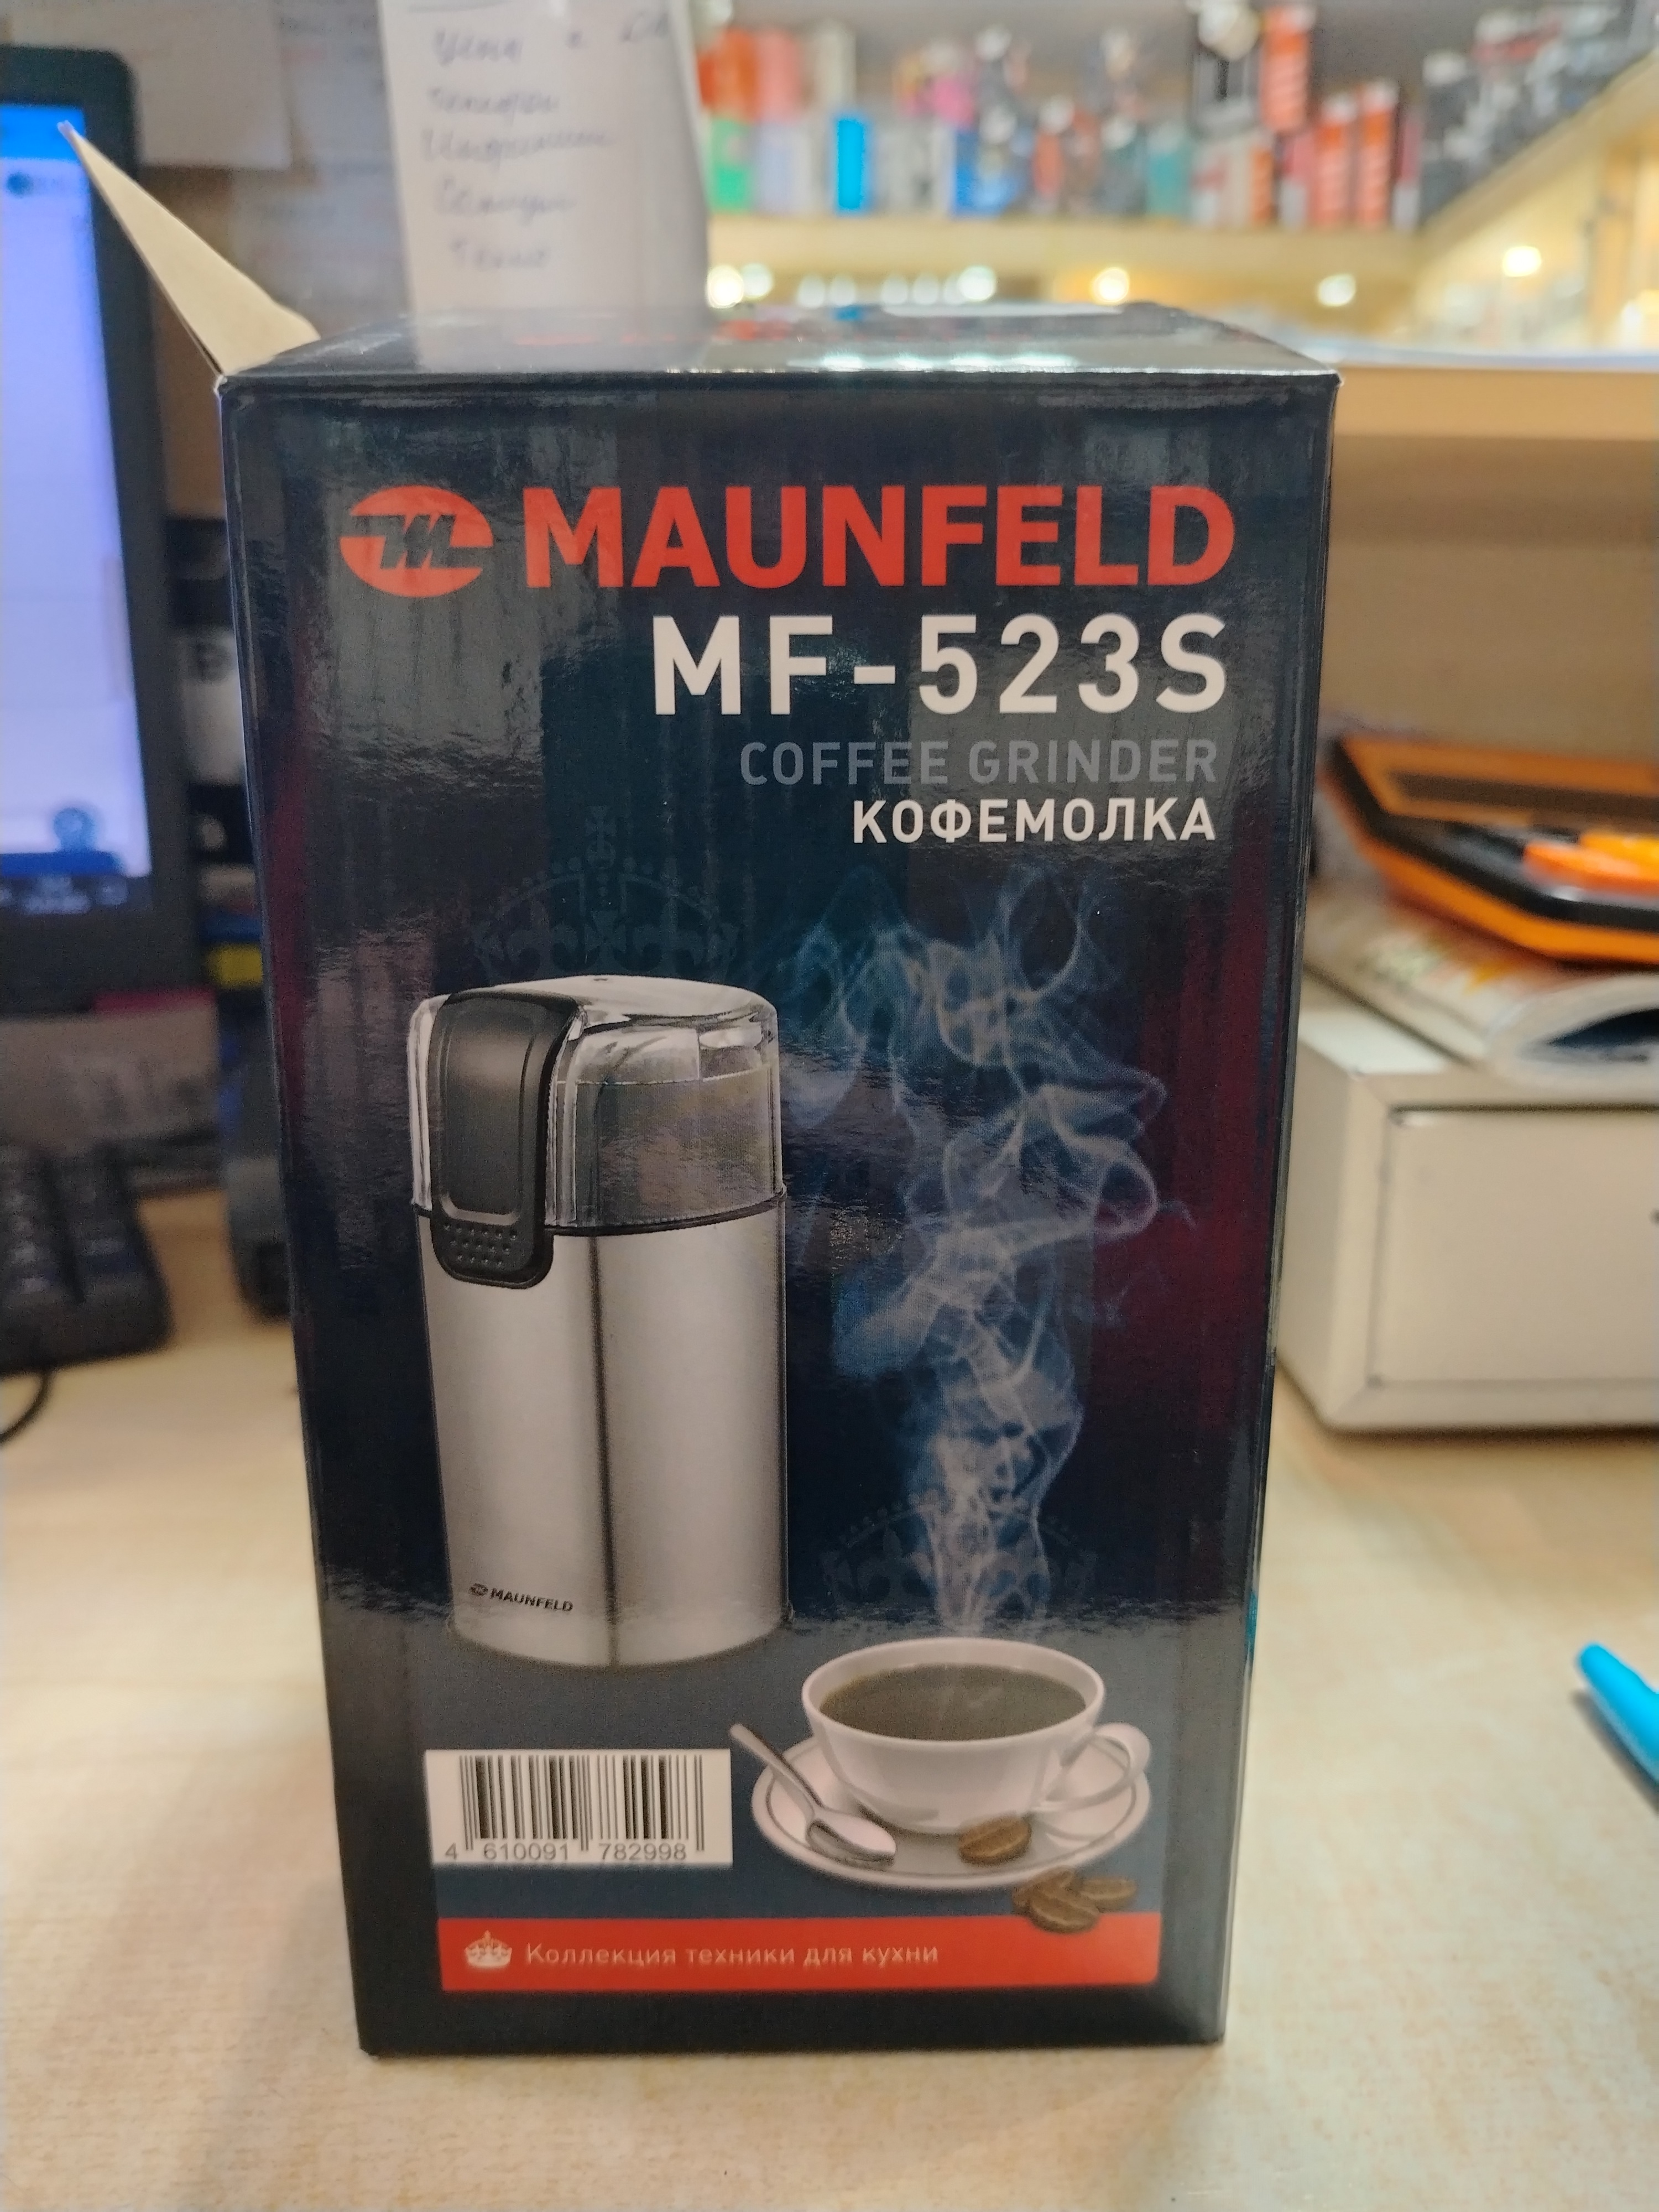 MAUNFELD
MF-523S
COFFEE GRINDER
КОФЕМОЛКА
MAUNFELD
4 610091 782998
Коллекция техники для кухни